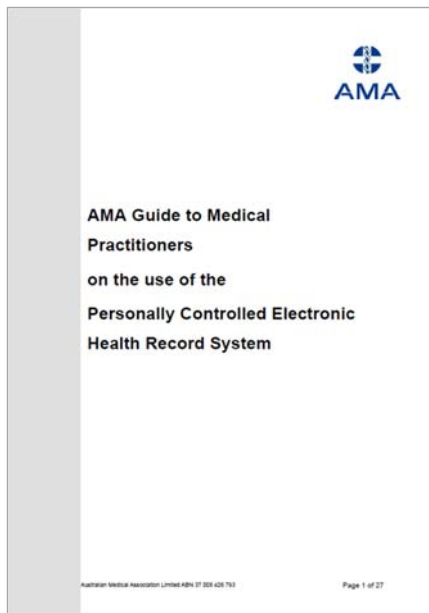 AMA
AMA Guide to Medical
Practitioners
on the use of the
Personally Controlled Electronic
Health Record System
Australian Medical Association Limited ABN 37 008 426 793
Page 1 of 27